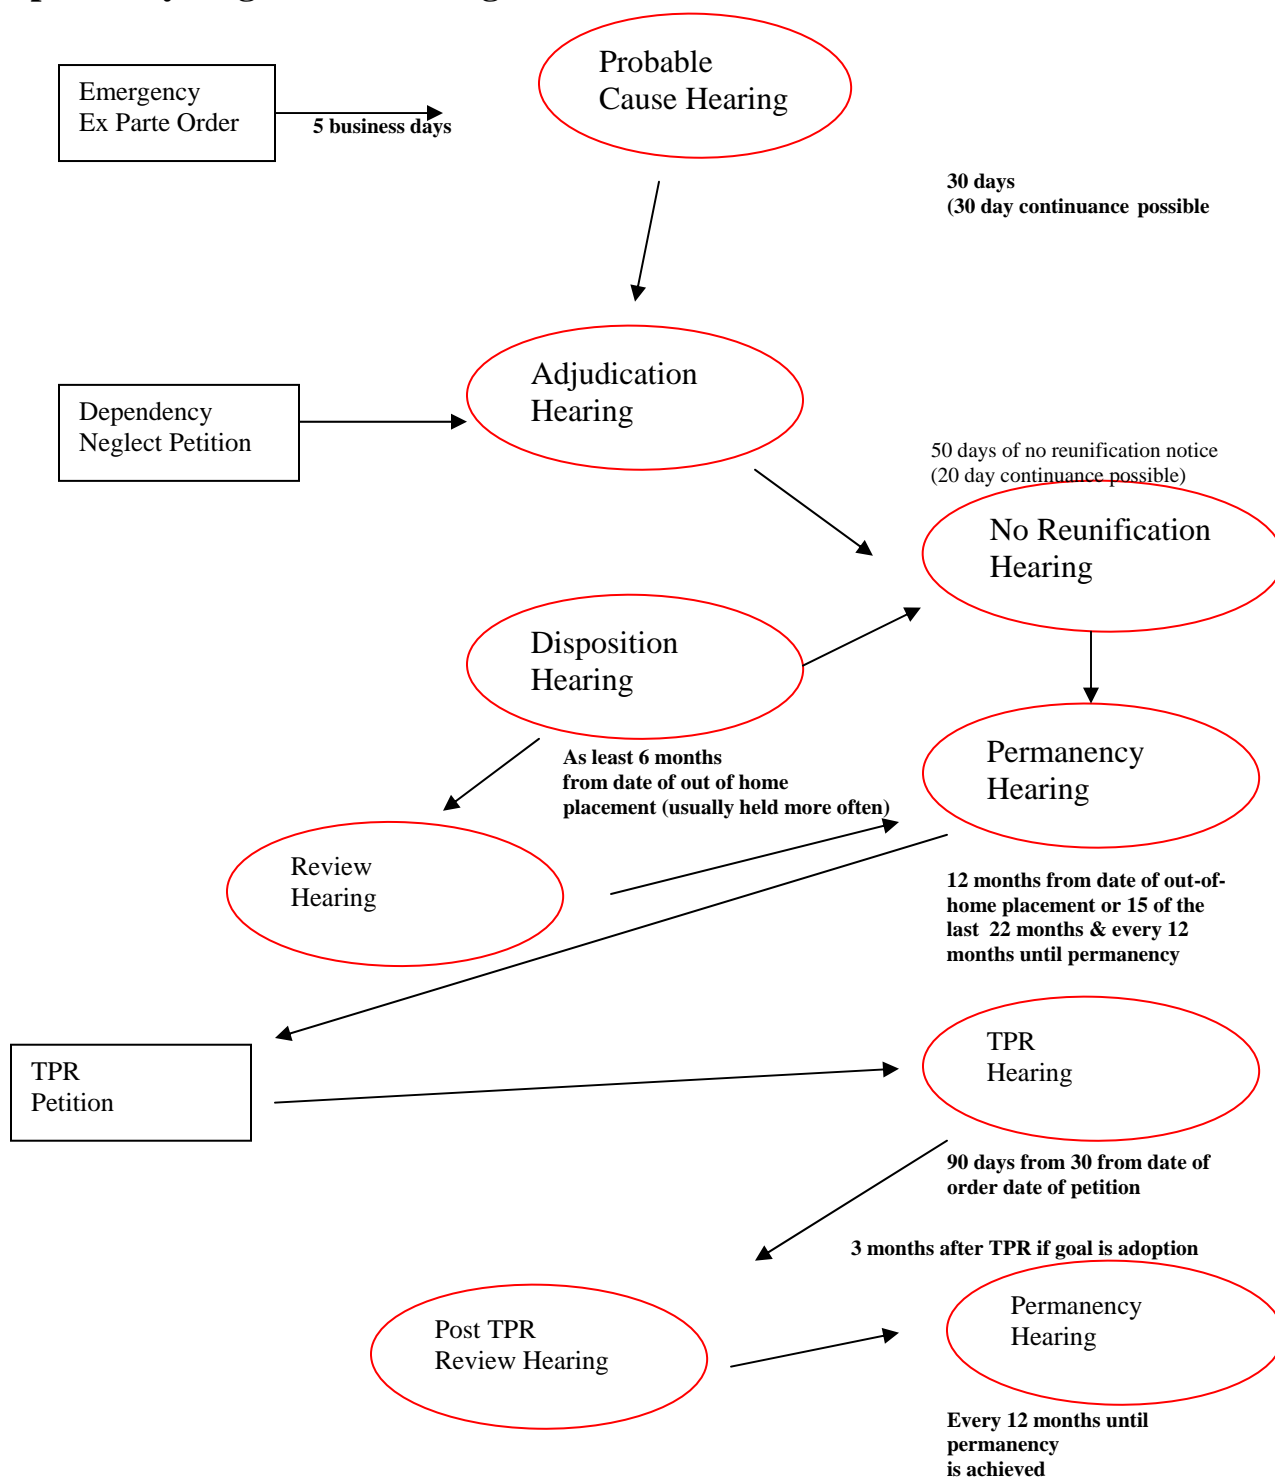 Probable
Cause Hearing
Emergency
Ex Parte Order
5 business days
30 days
(30 day continuance possible
Adjudication
Hearing
Dependency
Neglect Petition
50 days of no reunification notice
(20 day continuance possible)
No Reunification
Hearing
Disposition
Hearing
As least 6 months
from date of out of home
placement (usually held more often)
Permanency
Hearing
Review
Hearing
12 months from date of out-of-
home placement or 15 of the
last 22 months & every 12
months until permanency
TPR
Petition
TPR
Hearing
90 days from 30 from date of
order date of petition
3 months after TPR if goal is adoption
Post TPR
Review Hearing
Permanency
Hearing
Every 12 months until
permanency
is achieved